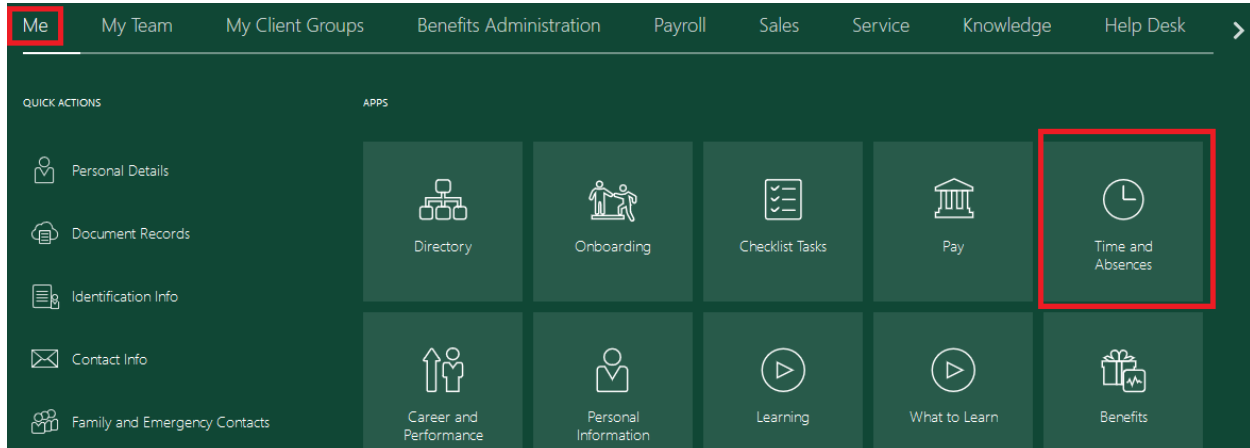 Me My Team My Client Groups Benefits Administration Payroll Sales Service Knowledge Help Desk
QUICK ACTIONS
Personal Details
Document Records
Identification Info
Contact Info
Family and Emergency Contacts
APPS
Directory
Onboarding
Checklist Tasks
Pay
Time and
Absences
Career and
Performance
Personal
Information
Learning
What to Learn
Benefits